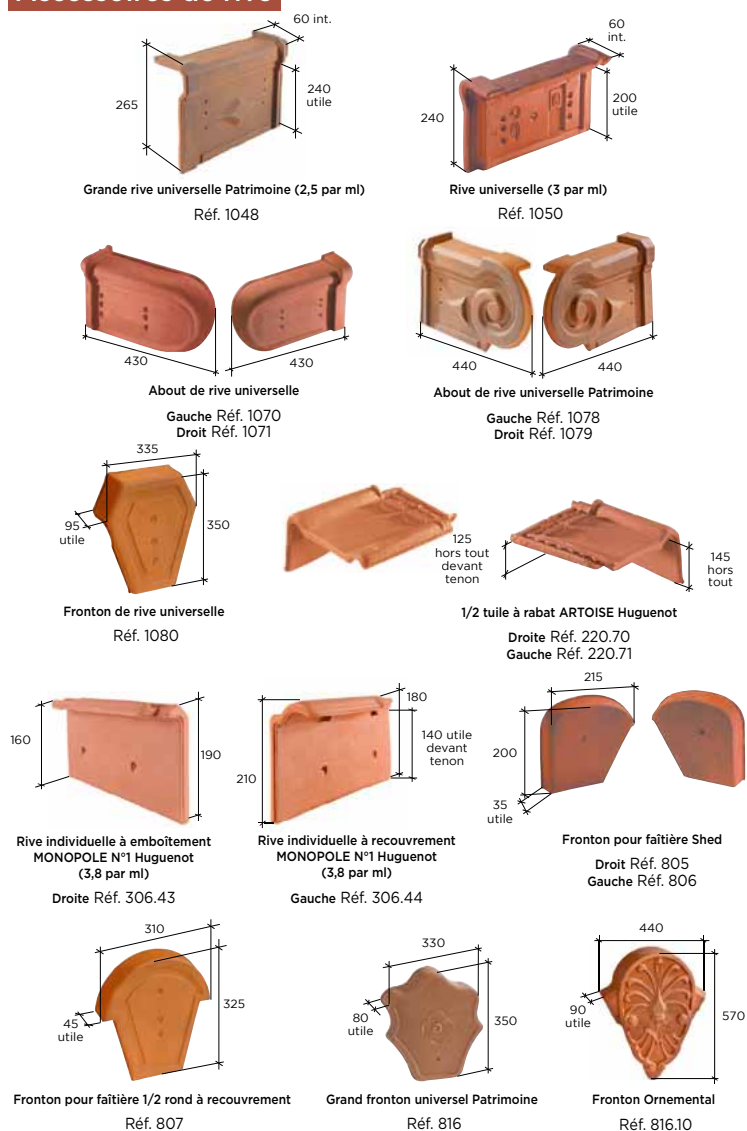 Accessoires de rive
60 int.
265
240
utile
Grande rive universelle Patrimoine (2,5 par ml)
Réf. 1048
60
int.
240
200
utile
Rive universelle (3 par ml)
Réf. 1050
430
430
About de rive universelle
Gauche Réf. 1070
Droit Réf. 1071
440
440
About de rive universelle Patrimoine
Gauche Réf. 1078
Droit Réf. 1079
335
95
utile
350
Fronton de rive universelle
Réf. 1080
125
hors tout
devant
tenon
145
hors
tout
1/2 tuile à rabat ARTOISE Huguenot
Droite Réf. 220.70
Gauche Réf. 220.71
160
190
Rive individuelle à emboîtement
MONOPOLE N°1 Huguenot
(3,8 par ml)
Droite Réf. 306.43
180
210
140 utile
devant
tenon
Rive individuelle à recouvrement
MONOPOLE N°1 Huguenot
(3,8 par ml)
Gauche Réf. 306.44
215
200
35
utile
Fronton pour faîtière Shed
Droit Réf. 805
Gauche Réf. 806
310
45
utile
325
Fronton pour faîtière 1/2 rond à recouvrement
Réf. 807
330
80
utile
350
Grand fronton universel Patrimoine
Réf. 816
440
90
utile
570
Fronton Ornemental
Réf. 816.10